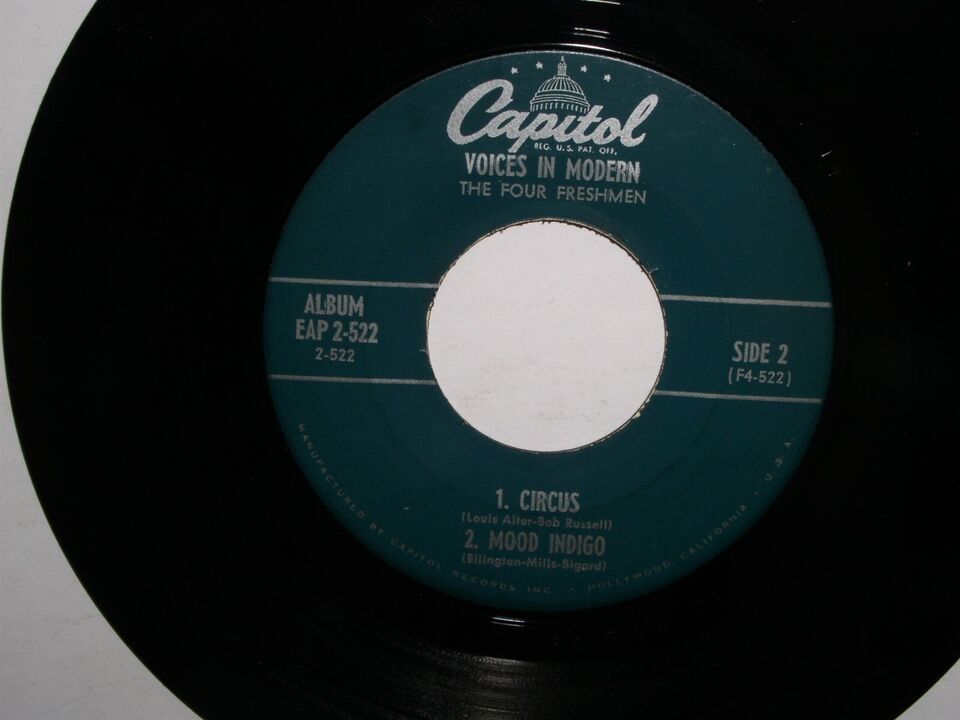 Capitol
REG. U.S. PAT. OFF.
VOICES IN MODERN
THE FOUR FRESHMEN
ALBUM
EAP 2-522
2-522
SIDE 2
(F4-522)
1. CIRCUS
(Louis Alter-Bob Russell)
2. MOOD INDIGO
(Ellington-Mills-Bigard)
MANUFACTURED BY CAPITOL RECORDS, INC. • HOLLYWOOD, CALIFORNIA • U.S.A.